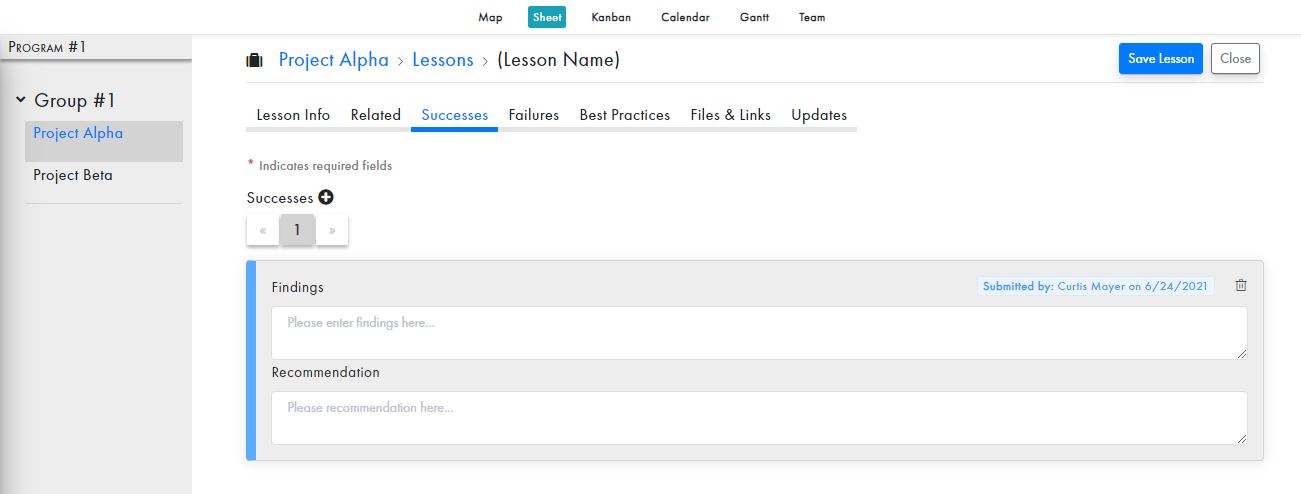 Map Sheet Kanban Calendar Gantt Team
Program #1
Project Alpha > Lessons > (Lesson Name) Save Lesson Close
Group #1
Project Alpha
Project Beta
Lesson Info Related Successes Failures Best Practices Files & Links Updates
* Indicates required fields
Successes
« 1 »
Findings Submitted by: Curtis Mayer on 6/24/2021
Please enter findings here...
Recommendation
Please recommendation here...